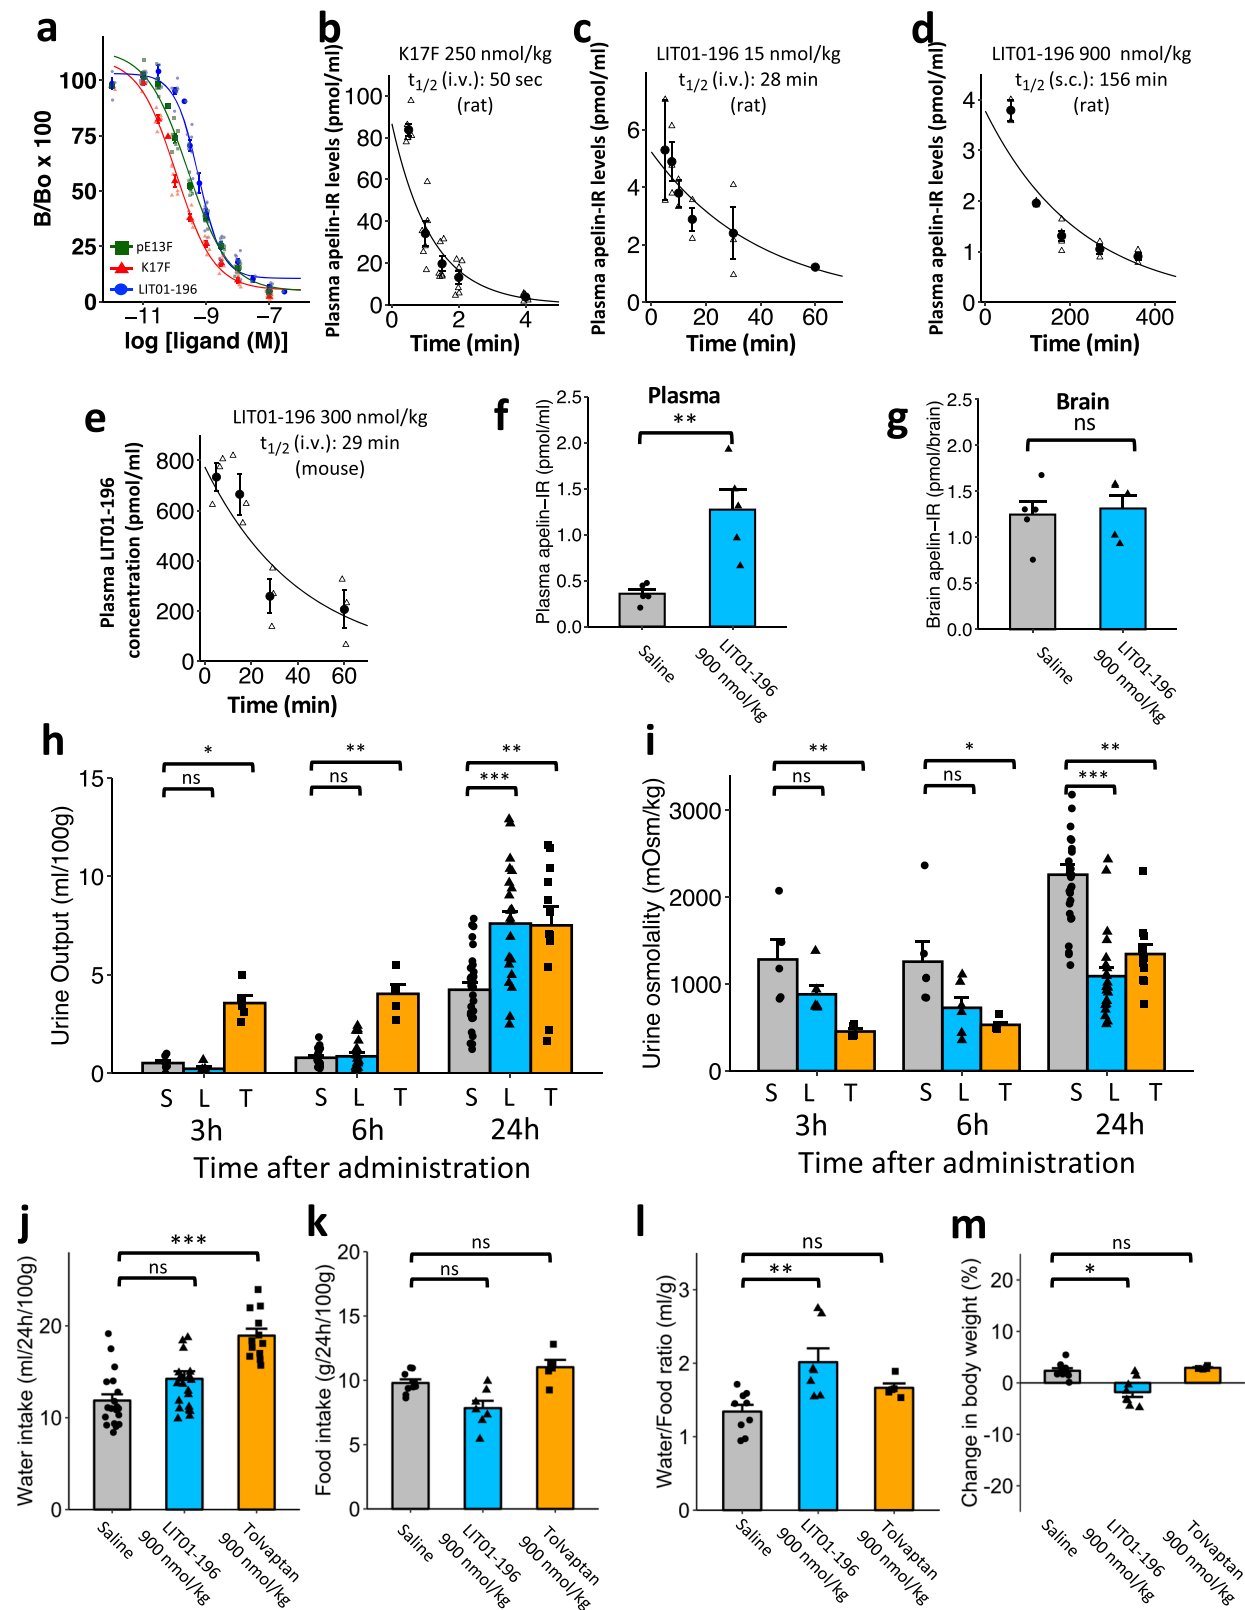 a
B/Bo x 100
100
75
50
25
0
pE13F
K17F
LIT01-196
−11 −9 −7
log [ligand (M)]
b
K17F 250 nmol/kg
t1/2 (i.v.): 50 sec
(rat)
Plasma apelin-IR levels (pmol/ml)
100
80
60
40
20
0
0 2 4
Time (min)
c
LIT01-196 15 nmol/kg
t1/2 (i.v.): 28 min
(rat)
Plasma apelin-IR levels (pmol/ml)
6
4
2
0
0 20 40 60
Time (min)
d
LIT01-196 900 nmol/kg
t1/2 (s.c.): 156 min
(rat)
Plasma apelin-IR levels (pmol/ml)
4
3
2
1
0
0 200 400
Time (min)
e
LIT01-196 300 nmol/kg
t1/2 (i.v.): 29 min
(mouse)
Plasma LIT01-196
concentration (pmol/ml)
800
600
400
200
0
0 20 40 60
Time (min)
f
Plasma
**
Plasma apelin−IR (pmol/ml)
2.5
2.0
1.5
1.0
0.5
0.0
Saline
LIT01-196
900 nmol/kg
g
Brain
ns
Brain apelin−IR (pmol/brain)
2.5
2.0
1.5
1.0
0.5
0.0
Saline
LIT01-196
900 nmol/kg
h
* ** **
ns ns ***
Urine Output (ml/100g)
15
10
5
0
S L T S L T S L T
3h 6h 24h
Time after administration
i
** * **
ns ns ***
Urine osmolality (mOsm/kg)
3000
2000
1000
0
S L T S L T S L T
3h 6h 24h
Time after administration
j
***
ns
Water intake (ml/24h/100g)
20
10
0
Saline
LIT01-196
900 nmol/kg
Tolvaptan
900 nmol/kg
k
ns
ns
Food intake (g/24h/100g)
20
15
10
5
0
Saline
LIT01-196
900 nmol/kg
Tolvaptan
900 nmol/kg
l
ns
**
Water/Food ratio (ml/g)
3
2
1
0
Saline
LIT01-196
900 nmol/kg
Tolvaptan
900 nmol/kg
m
ns
*
Change in body weight (%)
20
10
0
-10
-20
Saline
LIT01-196
900 nmol/kg
Tolvaptan
900 nmol/kg